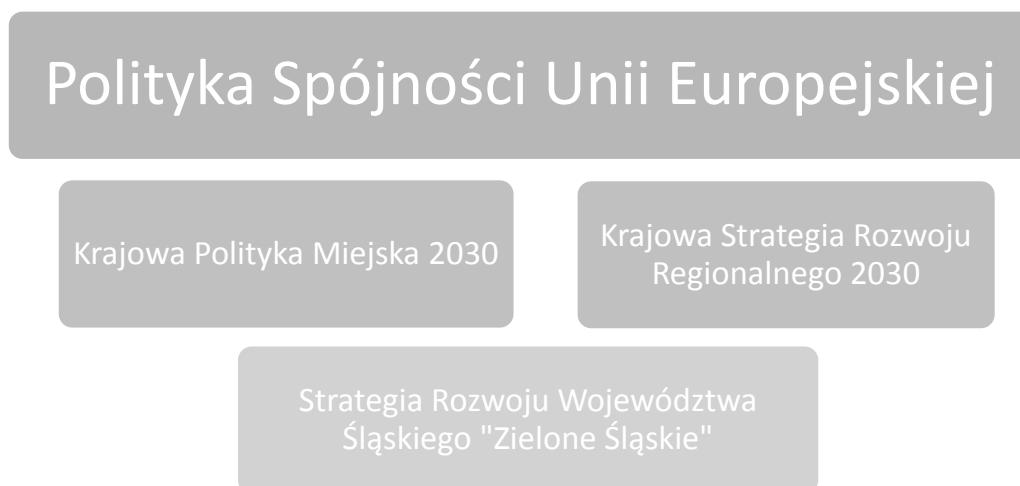 Polityka Spójności Unii Europejskiej
Krajowa Polityka Miejska 2030
Krajowa Strategia Rozwoju
Regionalnego 2030
Strategia Rozwoju Województwa
Śląskiego "Zielone Śląskie"